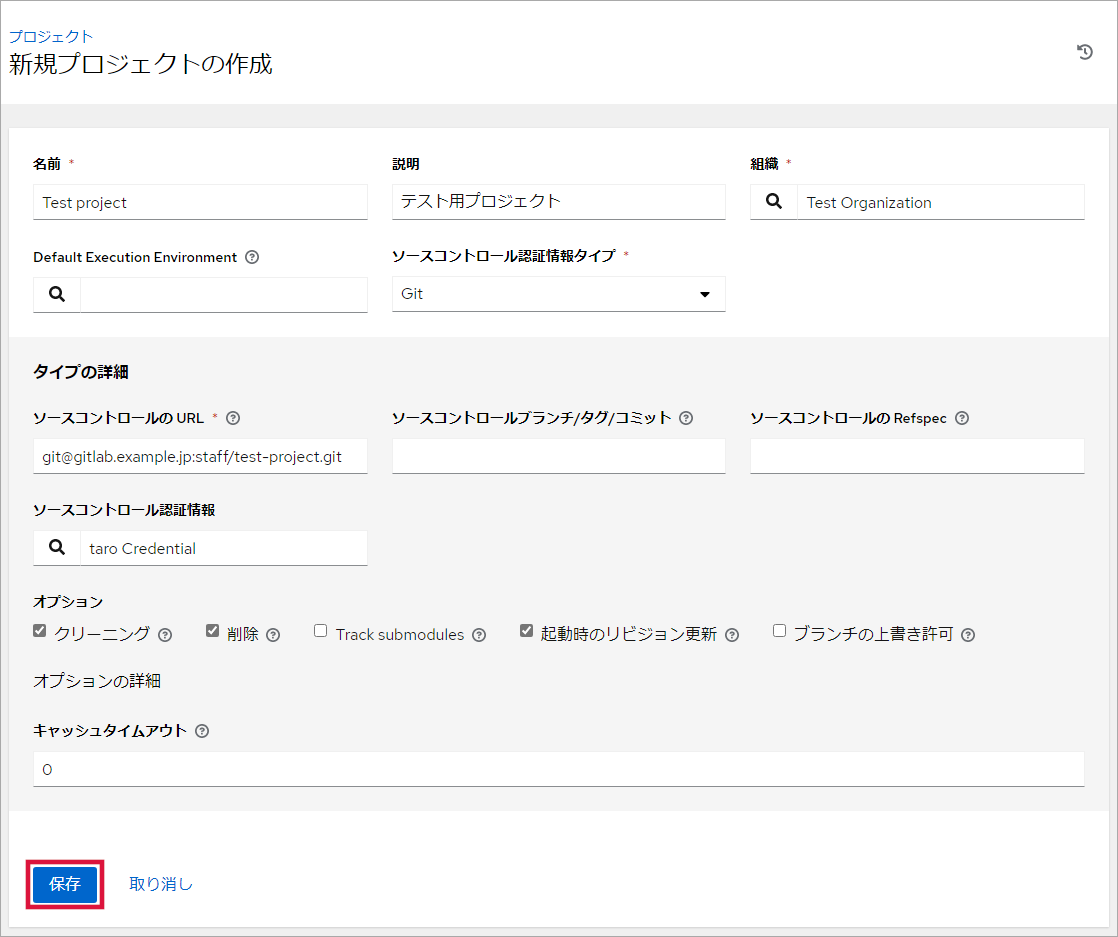 プロジェクト
新規プロジェクトの作成
名前 *
説明
組織 *
Test project
テスト用プロジェクト
Test Organization
Default Execution Environment
ソースコントロール認証情報タイプ *
Git
タイプの詳細
ソースコントロールの URL *
ソースコントロールブランチ/タグ/コミット
ソースコントロールの Refspec
git@gitlab.example.jp:staff/test-project.git
ソースコントロール認証情報
taro Credential
オプション
クリーニング 削除 Track submodules 起動時のリビジョン更新 ブランチの上書き許可
オプションの詳細
キャッシュタイムアウト
0
保存 取り消し